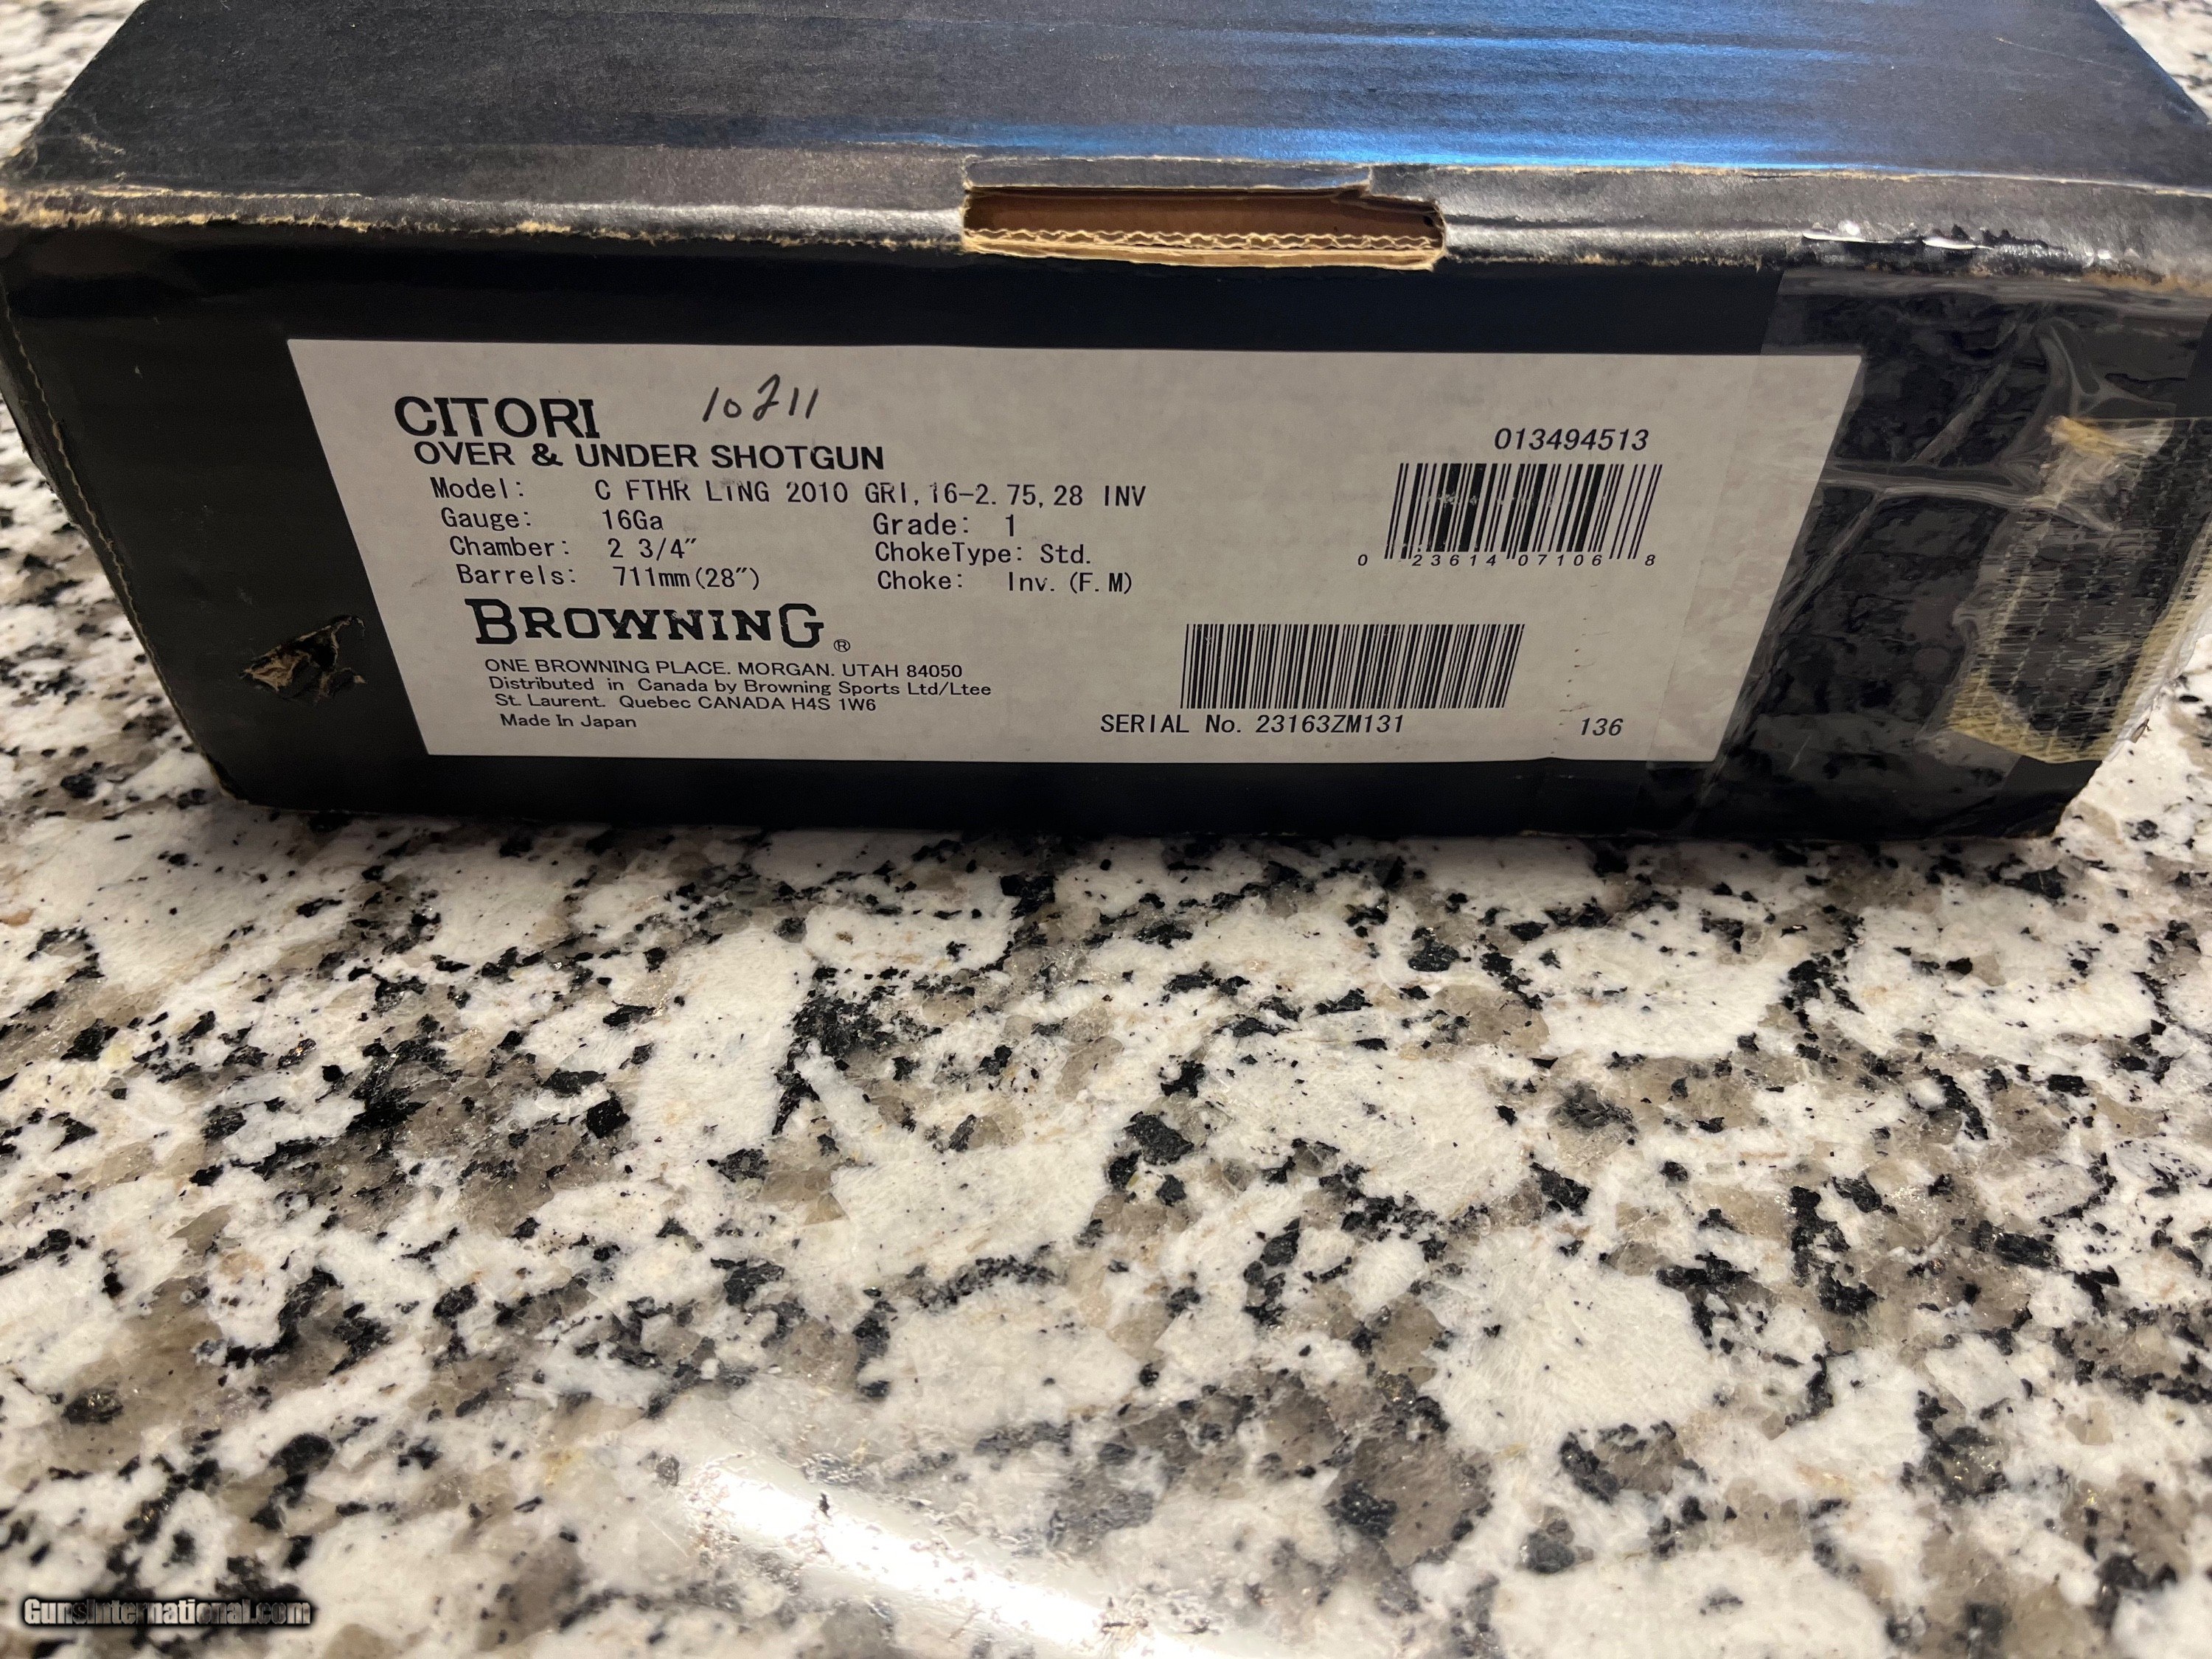 CITORI 10211
OVER & UNDER SHOTGUN
Model: C FTHR LTNG 2010 GRI,16-2.75,28 INV
Gauge: 16Ga Grade: 1
Chamber: 2 3/4" ChokeType: Std.
Barrels: 711mm(28") Choke: Inv.(F.M)
BROWNING®
ONE BROWNING PLACE. MORGAN. UTAH 84050
Distributed in Canada by Browning Sports Ltd/Ltee
St. Laurent. Quebec CANADA H4S 1W6
Made In Japan
013494513
0 23614 07106 8
SERIAL No. 23163ZM131
136
GunsInternational.com